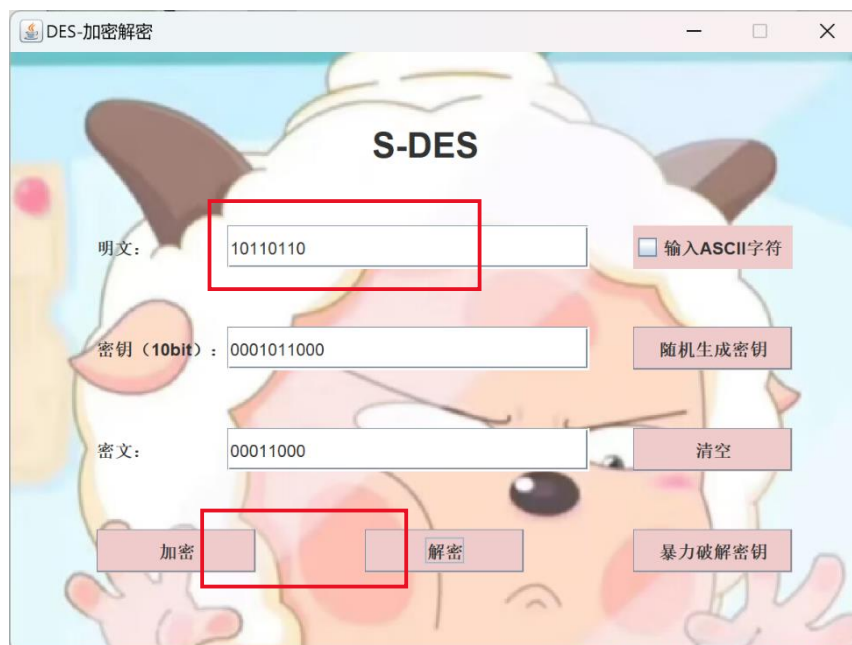 DES-加密解密
S-DES
明文：
10110110
输入ASCII字符
密钥（10bit）：
0001011000
随机生成密钥
密文：
00011000
清空
加密
解密
暴力破解密钥